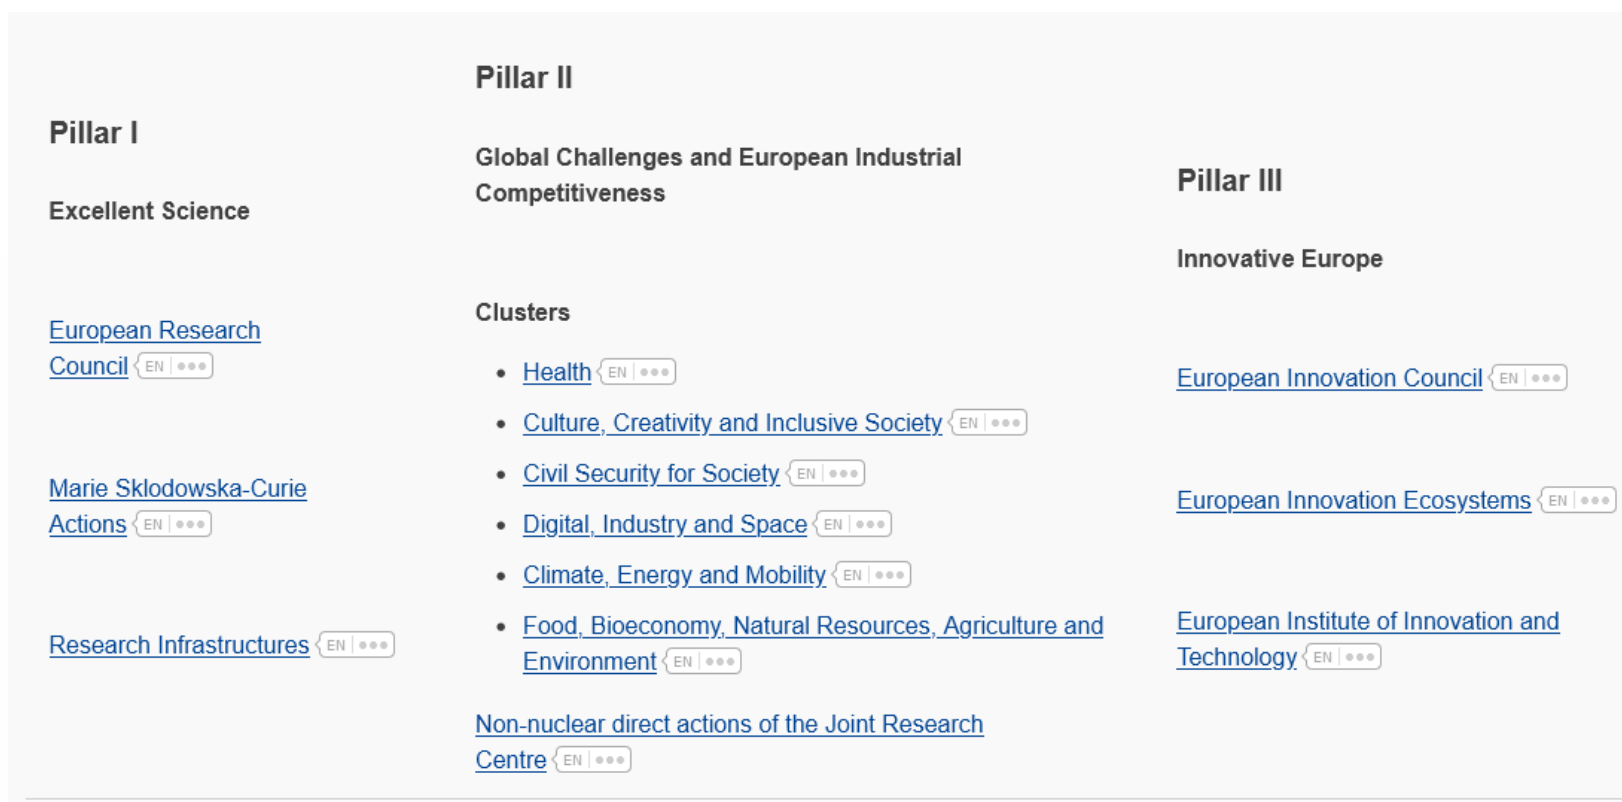 Pillar I
Excellent Science
European Research
Council EN
Marie Sklodowska-Curie
Actions EN
Research Infrastructures EN
Pillar II
Global Challenges and European Industrial
Competitiveness
Clusters
• Health EN
• Culture, Creativity and Inclusive Society EN
• Civil Security for Society EN
• Digital, Industry and Space EN
• Climate, Energy and Mobility EN
• Food, Bioeconomy, Natural Resources, Agriculture and
Environment EN
Non-nuclear direct actions of the Joint Research
Centre EN
Pillar III
Innovative Europe
European Innovation Council EN
European Innovation Ecosystems EN
European Institute of Innovation and
Technology EN